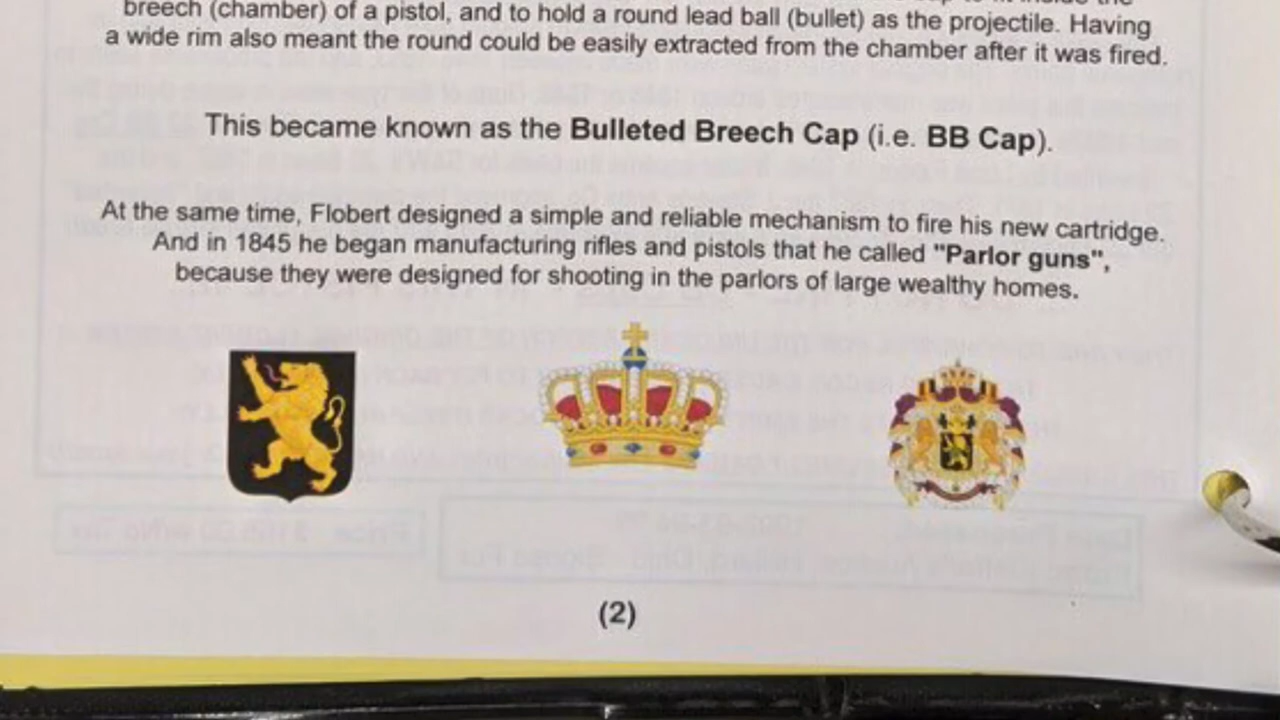 breech (chamber) of a pistol, and to hold a round lead ball (bullet) as the projectile. Having
a wide rim also meant the round could be easily extracted from the chamber after it was fired.
This became known as the Bulleted Breech Cap (i.e. BB Cap).
At the same time, Flobert designed a simple and reliable mechanism to fire his new cartridge.
And in 1845 he began manufacturing rifles and pistols that he called "Parlor guns",
because they were designed for shooting in the parlors of large wealthy homes.
(2)